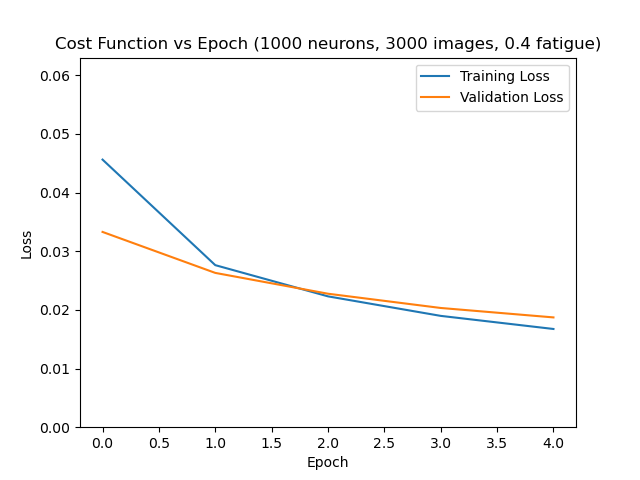 Cost Function vs Epoch (1000 neurons, 3000 images, 0.4 fatigue)
Training Loss
Validation Loss
0.06
0.05
0.04
0.03
0.02
0.01
0.00
Loss
0.0 0.5 1.0 1.5 2.0 2.5 3.0 3.5 4.0
Epoch